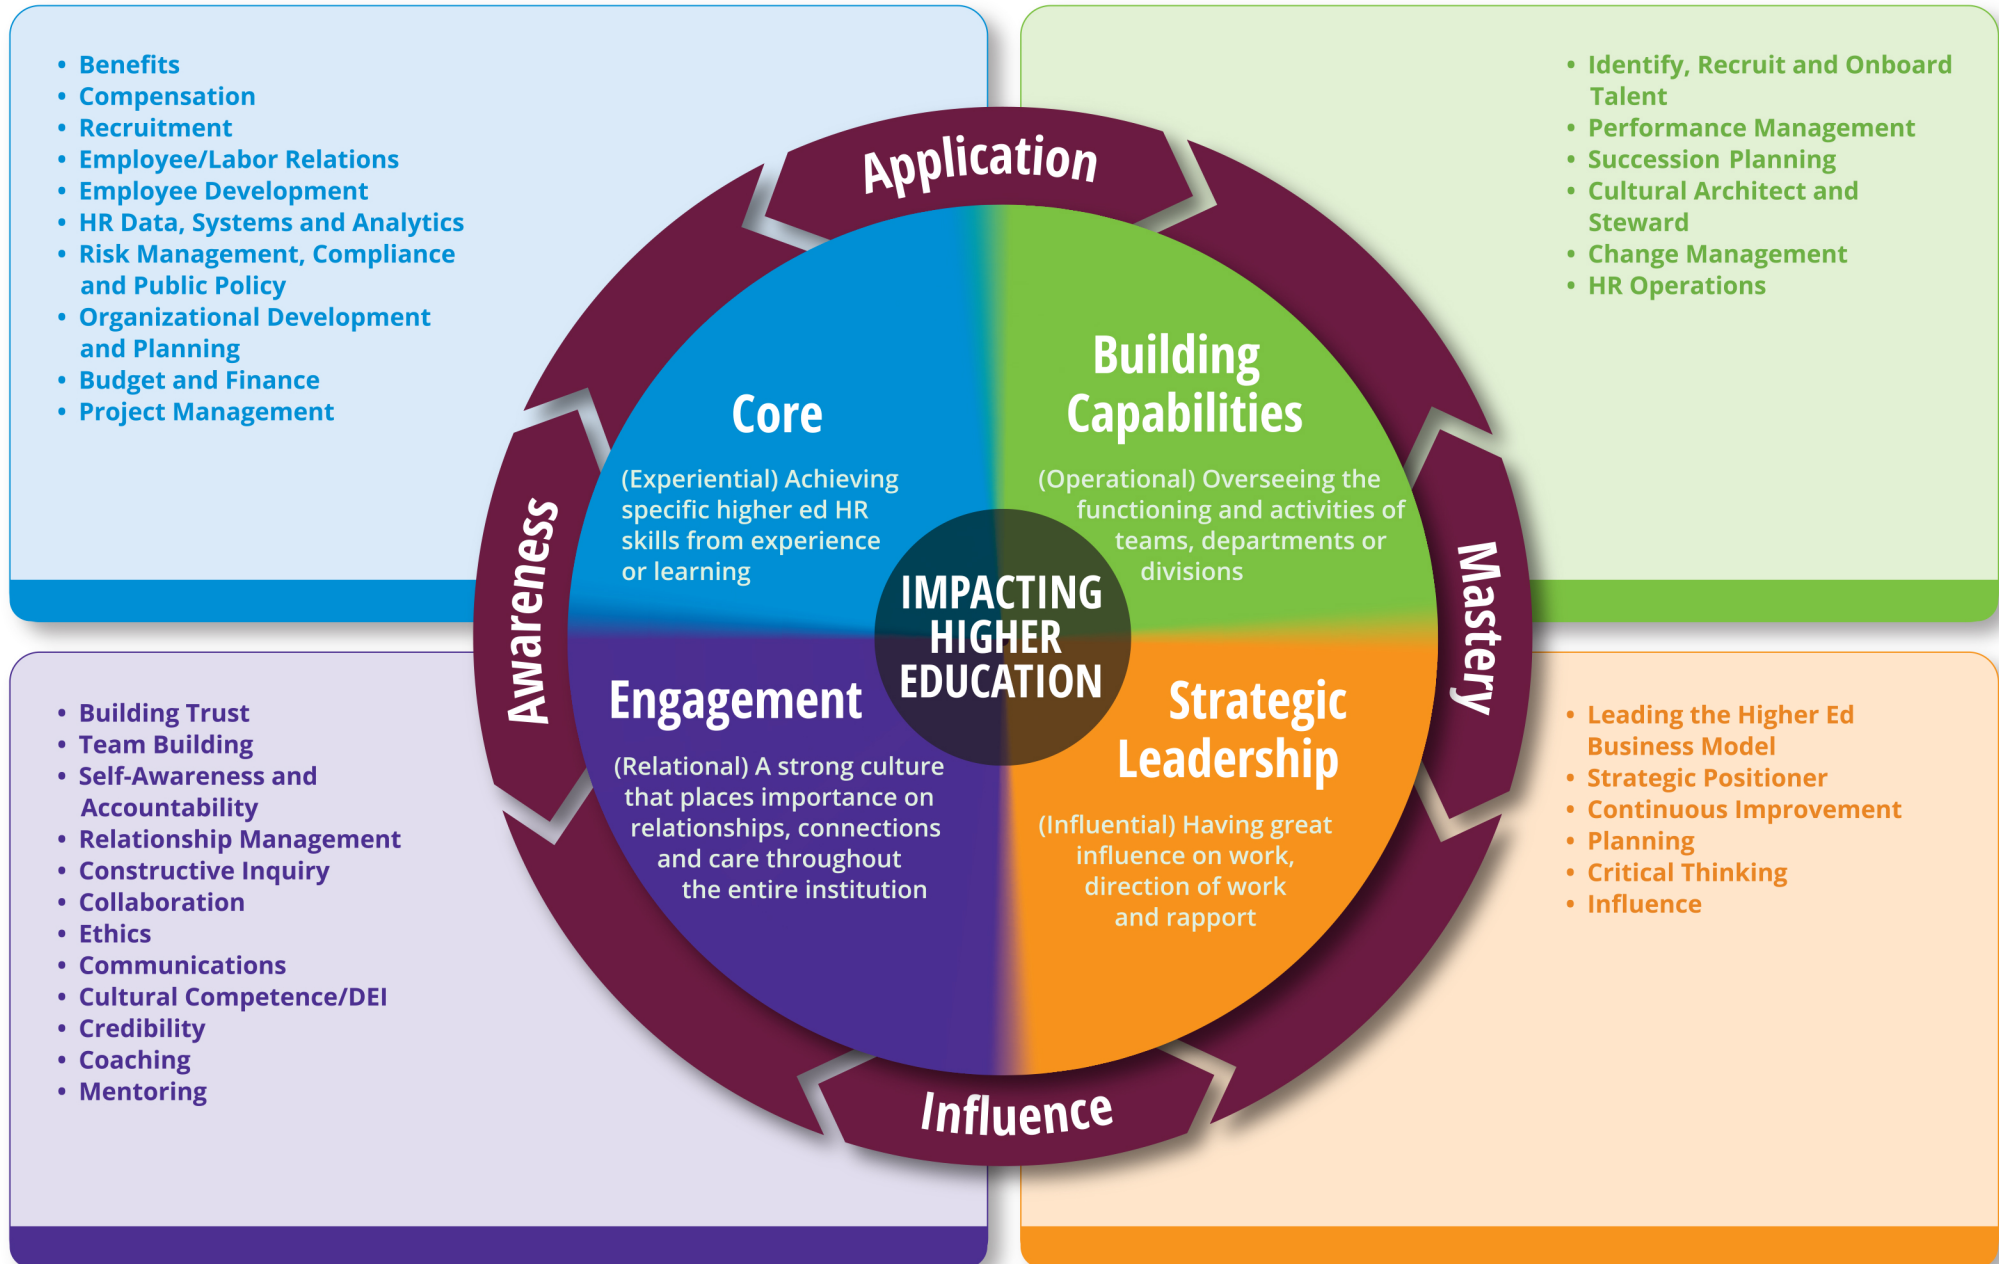 • Benefits
• Compensation
• Recruitment
• Employee/Labor Relations
• Employee Development
• HR Data, Systems and Analytics
• Risk Management, Compliance
and Public Policy
• Organizational Development
and Planning
• Budget and Finance
• Project Management
• Identify, Recruit and Onboard
Talent
• Performance Management
• Succession Planning
• Cultural Architect and
Steward
• Change Management
• HR Operations
Application
Mastery
Influence
Awareness
Core
(Experiential) Achieving
specific higher ed HR
skills from experience
or learning
Building
Capabilities
(Operational) Overseeing the
functioning and activities of
teams, departments or
divisions
IMPACTING
HIGHER
EDUCATION
Engagement
(Relational) A strong culture
that places importance on
relationships, connections
and care throughout
the entire institution
Strategic
Leadership
(Influential) Having great
influence on work,
direction of work
and rapport
• Building Trust
• Team Building
• Self-Awareness and
Accountability
• Relationship Management
• Constructive Inquiry
• Collaboration
• Ethics
• Communications
• Cultural Competence/DEI
• Credibility
• Coaching
• Mentoring
• Leading the Higher Ed
Business Model
• Strategic Positioner
• Continuous Improvement
• Planning
• Critical Thinking
• Influence